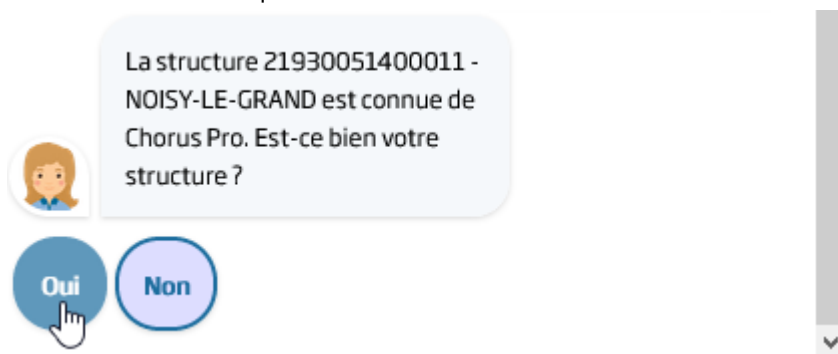 La structure 21930051400011 -
NOISY-LE-GRAND est connue de
Chorus Pro. Est-ce bien votre
structure ?
Oui
Non